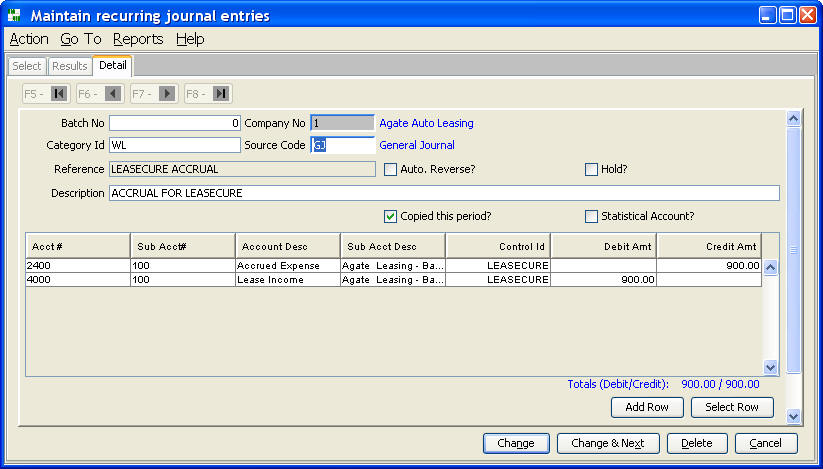 Maintain recurring journal entries
Action Go To Reports Help
Select Results Detail
F5 - F6 - F7 - F8 -
Batch No 0 Company No 1 Agate Auto Leasing
Category Id WL Source Code GJ General Journal
Reference LEASECURE ACCRUAL Auto. Reverse? Hold?
Description ACCRUAL FOR LEASECURE
Copied this period? Statistical Account?
Acct # Sub Acct# Account Desc Sub Acct Desc Control Id Debit Amt Credit Amt
2400 100 Accrued Expense Agate Leasing - Ba... LEASECURE 900.00
4000 100 Lease Income Agate Leasing - Ba... LEASECURE 900.00
Totals (Debit/Credit): 900.00 / 900.00
Add Row Select Row
Change Change & Next Delete Cancel